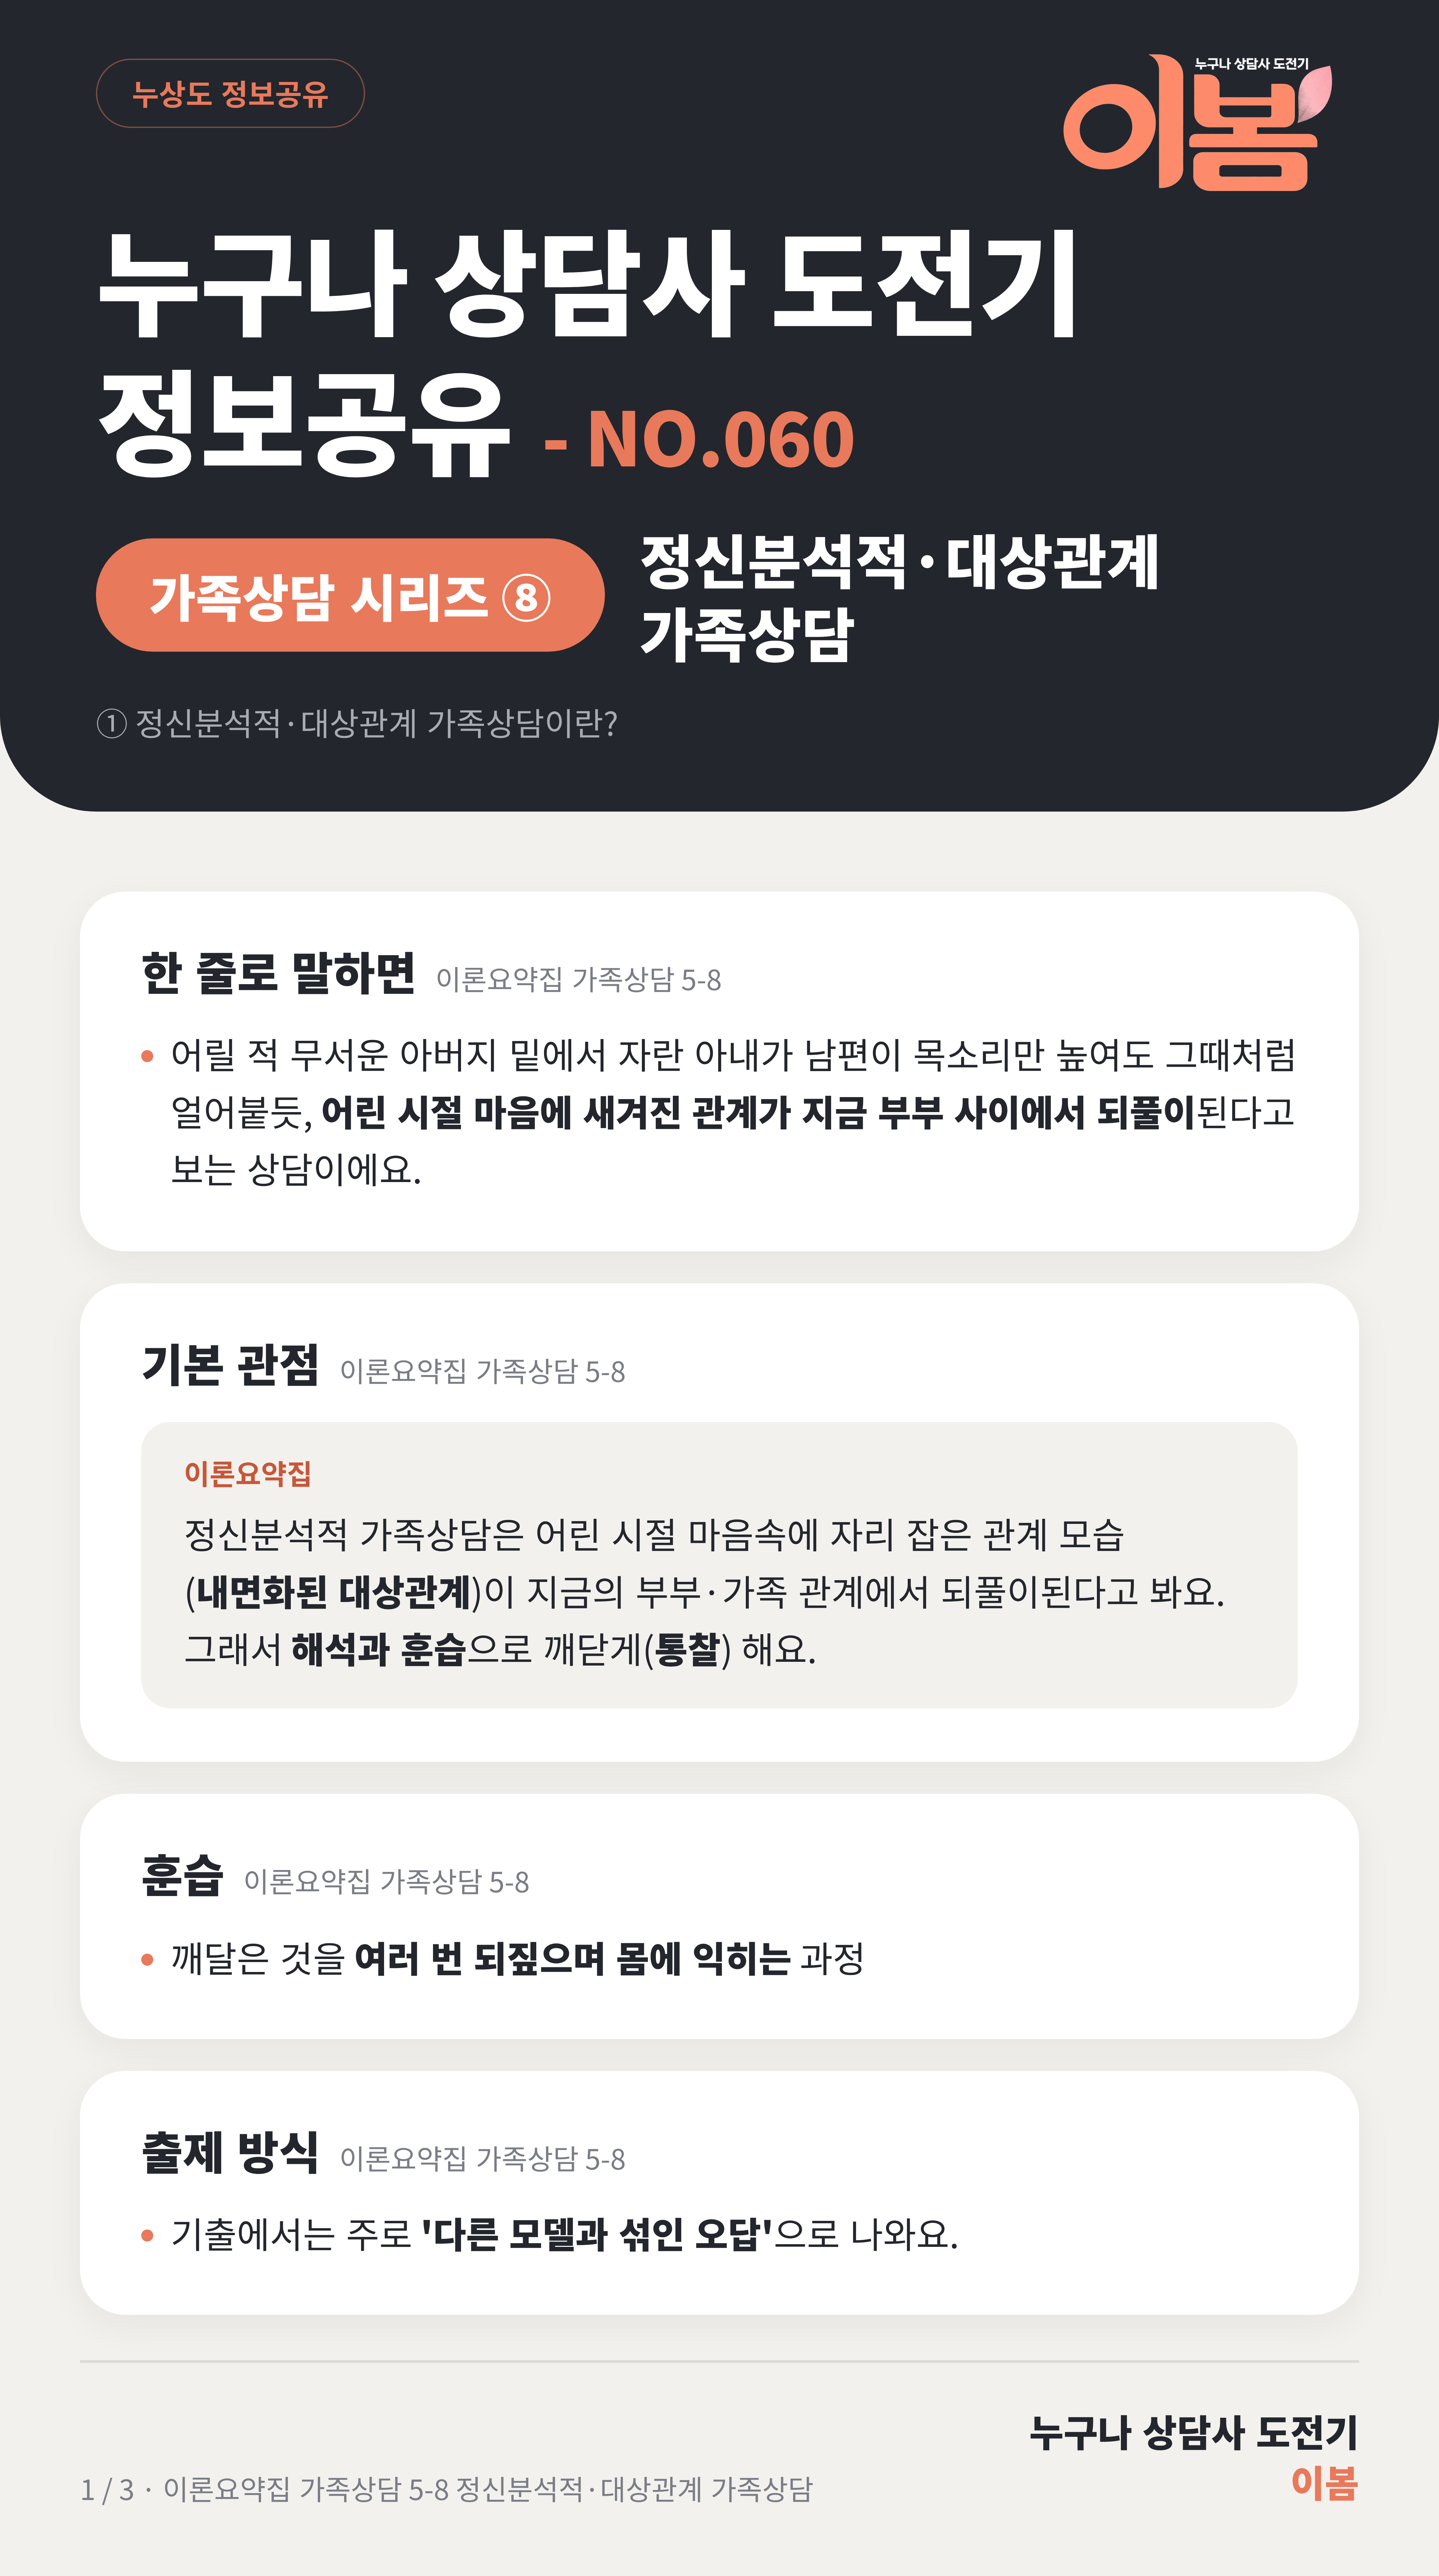 누상도 정보공유
누구나 상담사 도전기
이봄
누구나 상담사 도전기
정보공유 - NO.060
가족상담 시리즈 ⑧
정신분석적·대상관계
가족상담
① 정신분석적·대상관계 가족상담이란?
한 줄로 말하면 이론요약집 가족상담 5-8
• 어릴 적 무서운 아버지 밑에서 자란 아내가 남편이 목소리만 높여도 그때처럼
얼어붙듯, 어린 시절 마음에 새겨진 관계가 지금 부부 사이에서 되풀이된다고
보는 상담이에요.
기본 관점 이론요약집 가족상담 5-8
이론요약집
정신분석적 가족상담은 어린 시절 마음속에 자리 잡은 관계 모습
(내면화된 대상관계)이 지금의 부부·가족 관계에서 되풀이된다고 봐요.
그래서 해석과 훈습으로 깨닫게(통찰) 해요.
훈습 이론요약집 가족상담 5-8
• 깨달은 것을 여러 번 되짚으며 몸에 익히는 과정
출제 방식 이론요약집 가족상담 5-8
• 기출에서는 주로 '다른 모델과 섞인 오답'으로 나와요.
누구나 상담사 도전기
1 / 3 · 이론요약집 가족상담 5-8 정신분석적·대상관계 가족상담
이봄